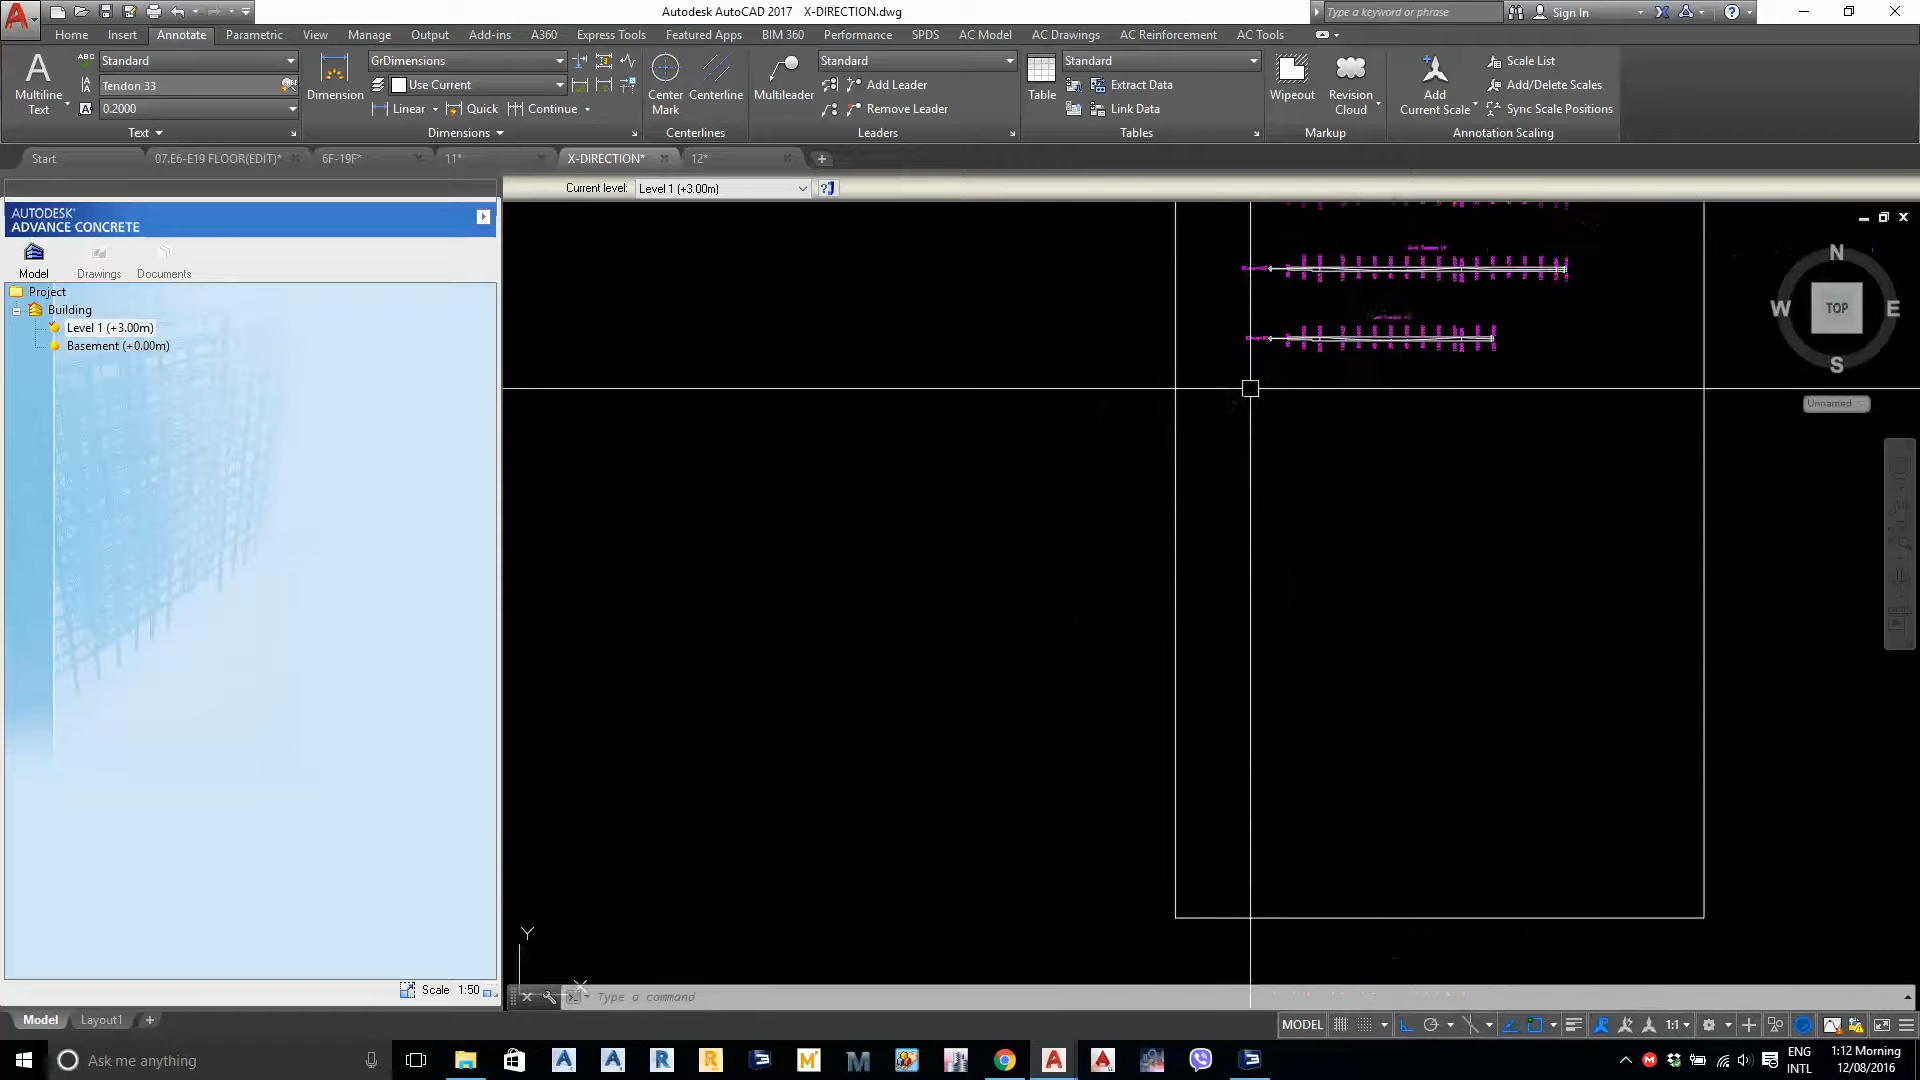 Autodesk AutoCAD 2017 X-DIRECTION.dwg
Type a keyword or phrase
Sign In
Home Insert Annotate Parametric View Manage Output Add-ins A360 Express Tools Featured Apps BIM 360 Performance SPDS AC Model AC Drawings AC Reinforcement AC Tools
Multiline Text
Standard
Tendon 33
0.2000
Text
Dimension
GrDimensions
Use Current
Linear Quick Continue
Dimensions
Center Mark
Centerline
Centerlines
Multileader
Standard
Add Leader
Remove Leader
Leaders
Table
Standard
Extract Data
Link Data
Tables
Wipeout
Revision Cloud
Markup
Add Current Scale
Scale List
Add/Delete Scales
Sync Scale Positions
Annotation Scaling
Start 07.E6-E19 FLOOR(EDIT)* 6F-19F* 11* X-DIRECTION* 12*
Current level: Level 1 (+3.00m)
AUTODESK
ADVANCE CONCRETE
Model Drawings Documents
Project
Building
Level 1 (+3.00m)
Basement (+0.00m)
N
W TOP E
S
Unnamed
Y
X
Scale 1:50
Type a command
Model Layout1
MODEL
1:1
Ask me anything
ENG
INTL
1:12 Morning
12/08/2016